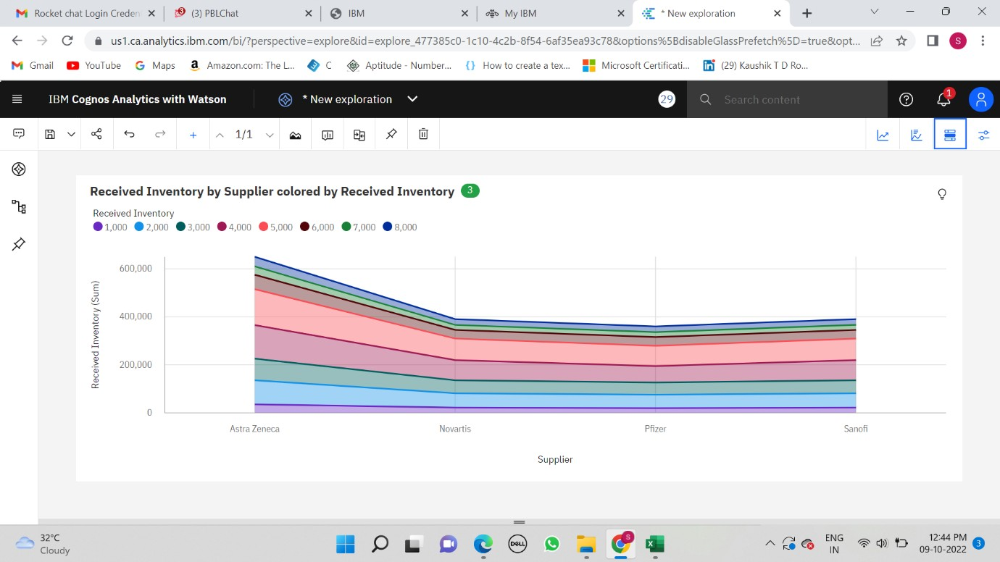 Rocket chat Login Creden
(3) PBLChat
IBM
My IBM
* New exploration
us1.ca.analytics.ibm.com/bi/?perspective=explore&id=explore_477385c0-1c10-4c2b-8f54-6af35ea93c78&options%5BdisableGlassPrefetch%5D=true&opt...
S
Gmail
YouTube
Maps
Amazon.com: The L...
C
Aptitude - Number...
How to create a tex...
Microsoft Certificati...
(29) Kaushik T D Ro...
IBM Cognos Analytics with Watson
* New exploration
29
Search content
1
1/1
Received Inventory by Supplier colored by Received Inventory 3
Received Inventory
1,000 2,000 3,000 4,000 5,000 6,000 7,000 8,000
Received Inventory (Sum)
600,000
400,000
200,000
0
Astra Zeneca Novartis Pfizer Sanofi
Supplier
32°C
Cloudy
DELL
S
ENG
IN
12:44 PM
09-10-2022
3